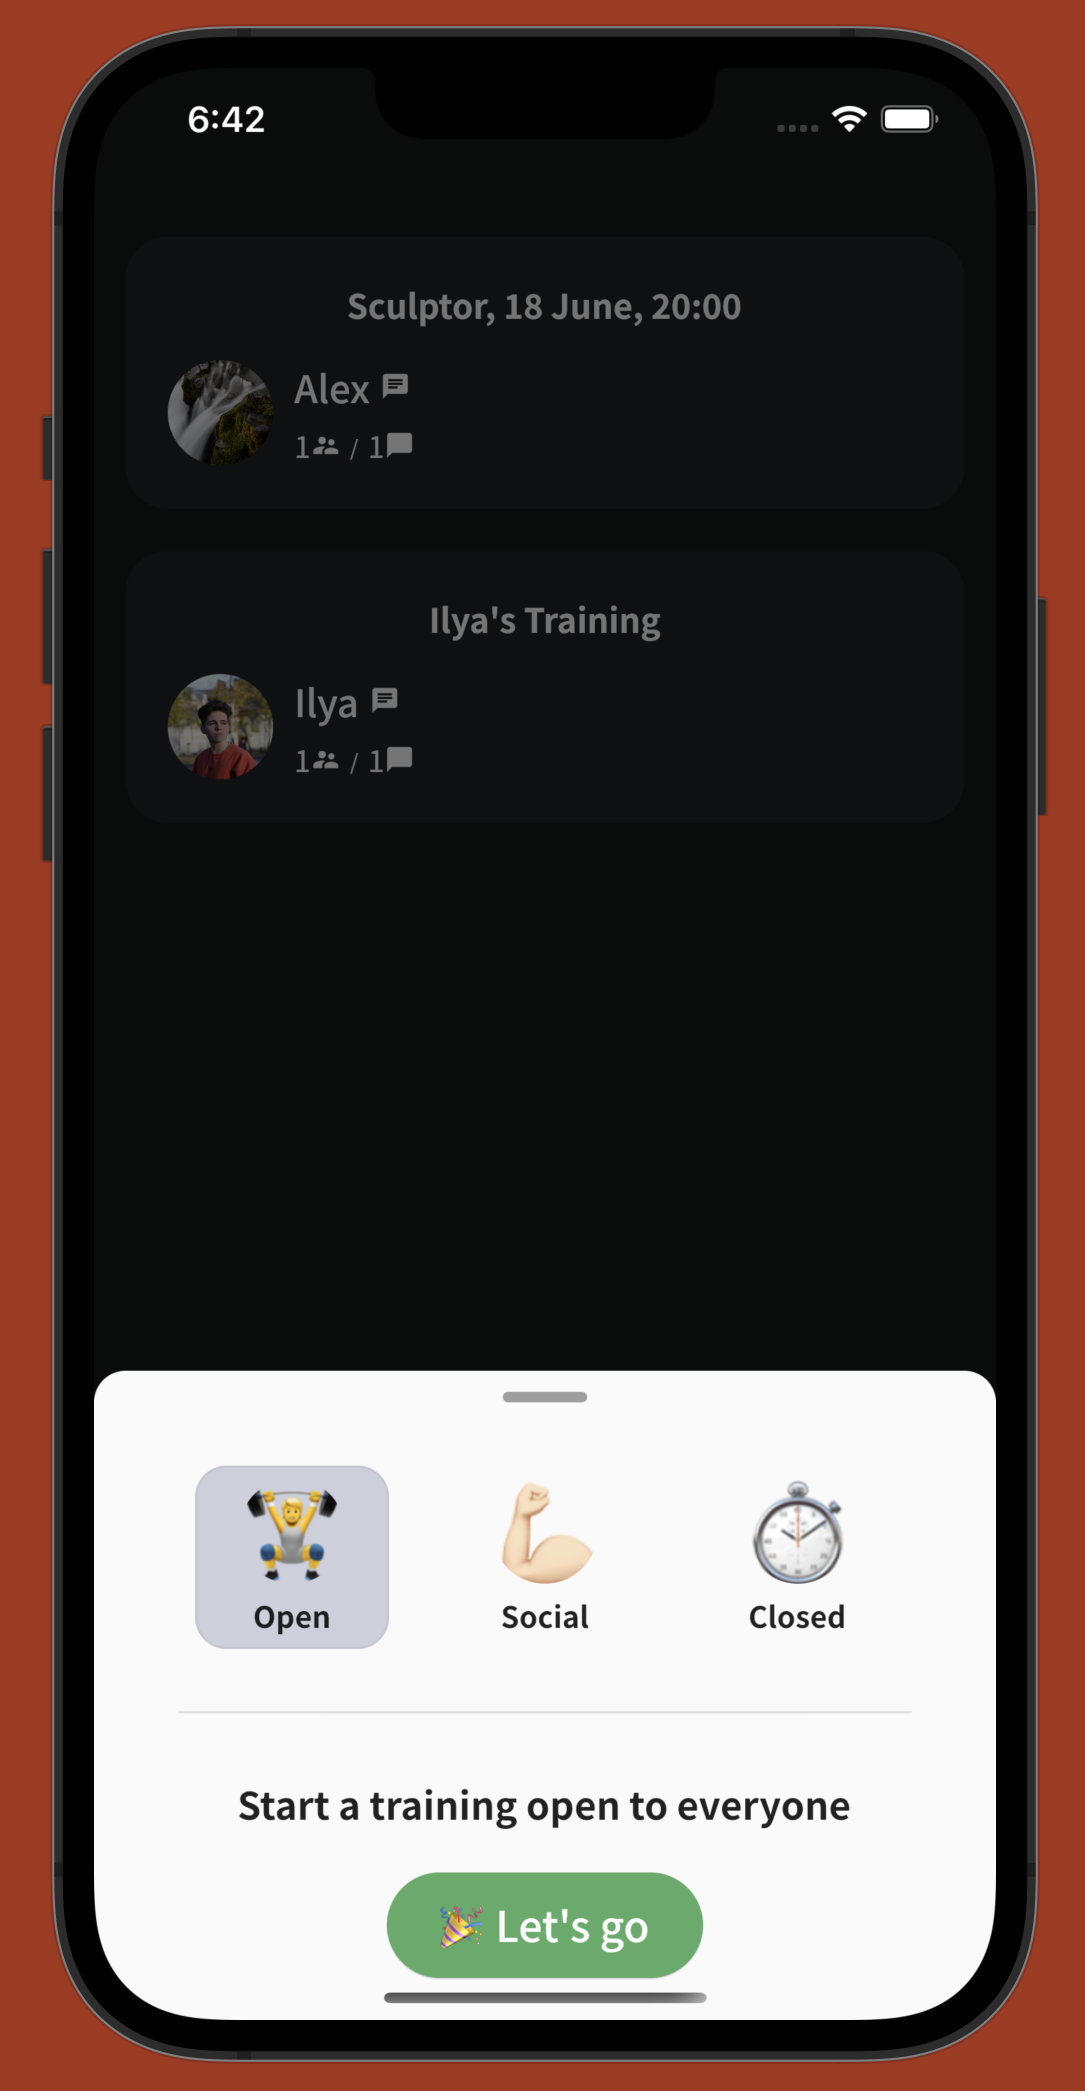 6:42
Sculptor, 18 June, 20:00
Alex
1 / 1
Ilya's Training
Ilya
1 / 1
Open Social Closed
Start a training open to everyone
🎉 Let's go